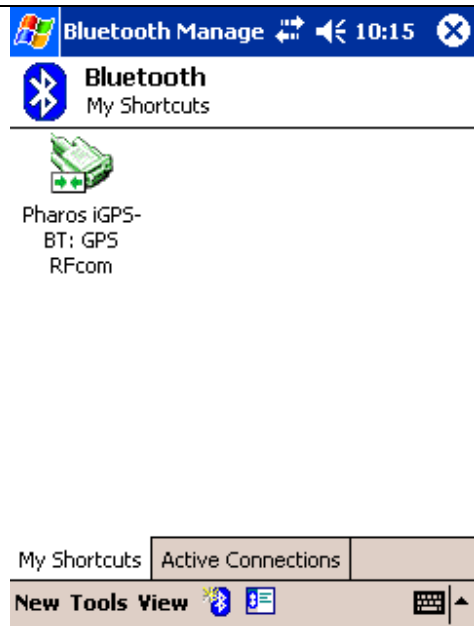 Bluetooth Manage 10:15
Bluetooth
My Shortcuts
Pharos iGPS-
BT: GPS
RFcom
My Shortcuts Active Connections
New Tools View